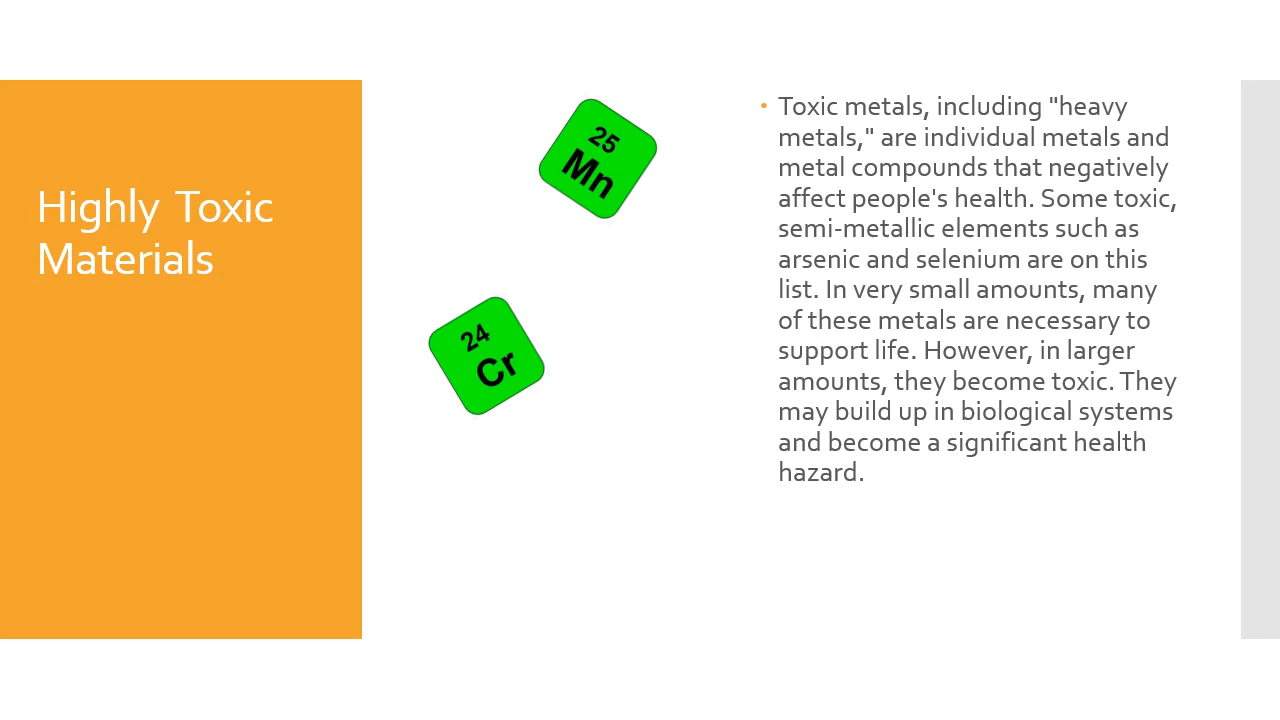 Highly Toxic
Materials
25
Mn
24
Cr
• Toxic metals, including "heavy
metals," are individual metals and
metal compounds that negatively
affect people's health. Some toxic,
semi-metallic elements such as
arsenic and selenium are on this
list. In very small amounts, many
of these metals are necessary to
support life. However, in larger
amounts, they become toxic. They
may build up in biological systems
and become a significant health
hazard.